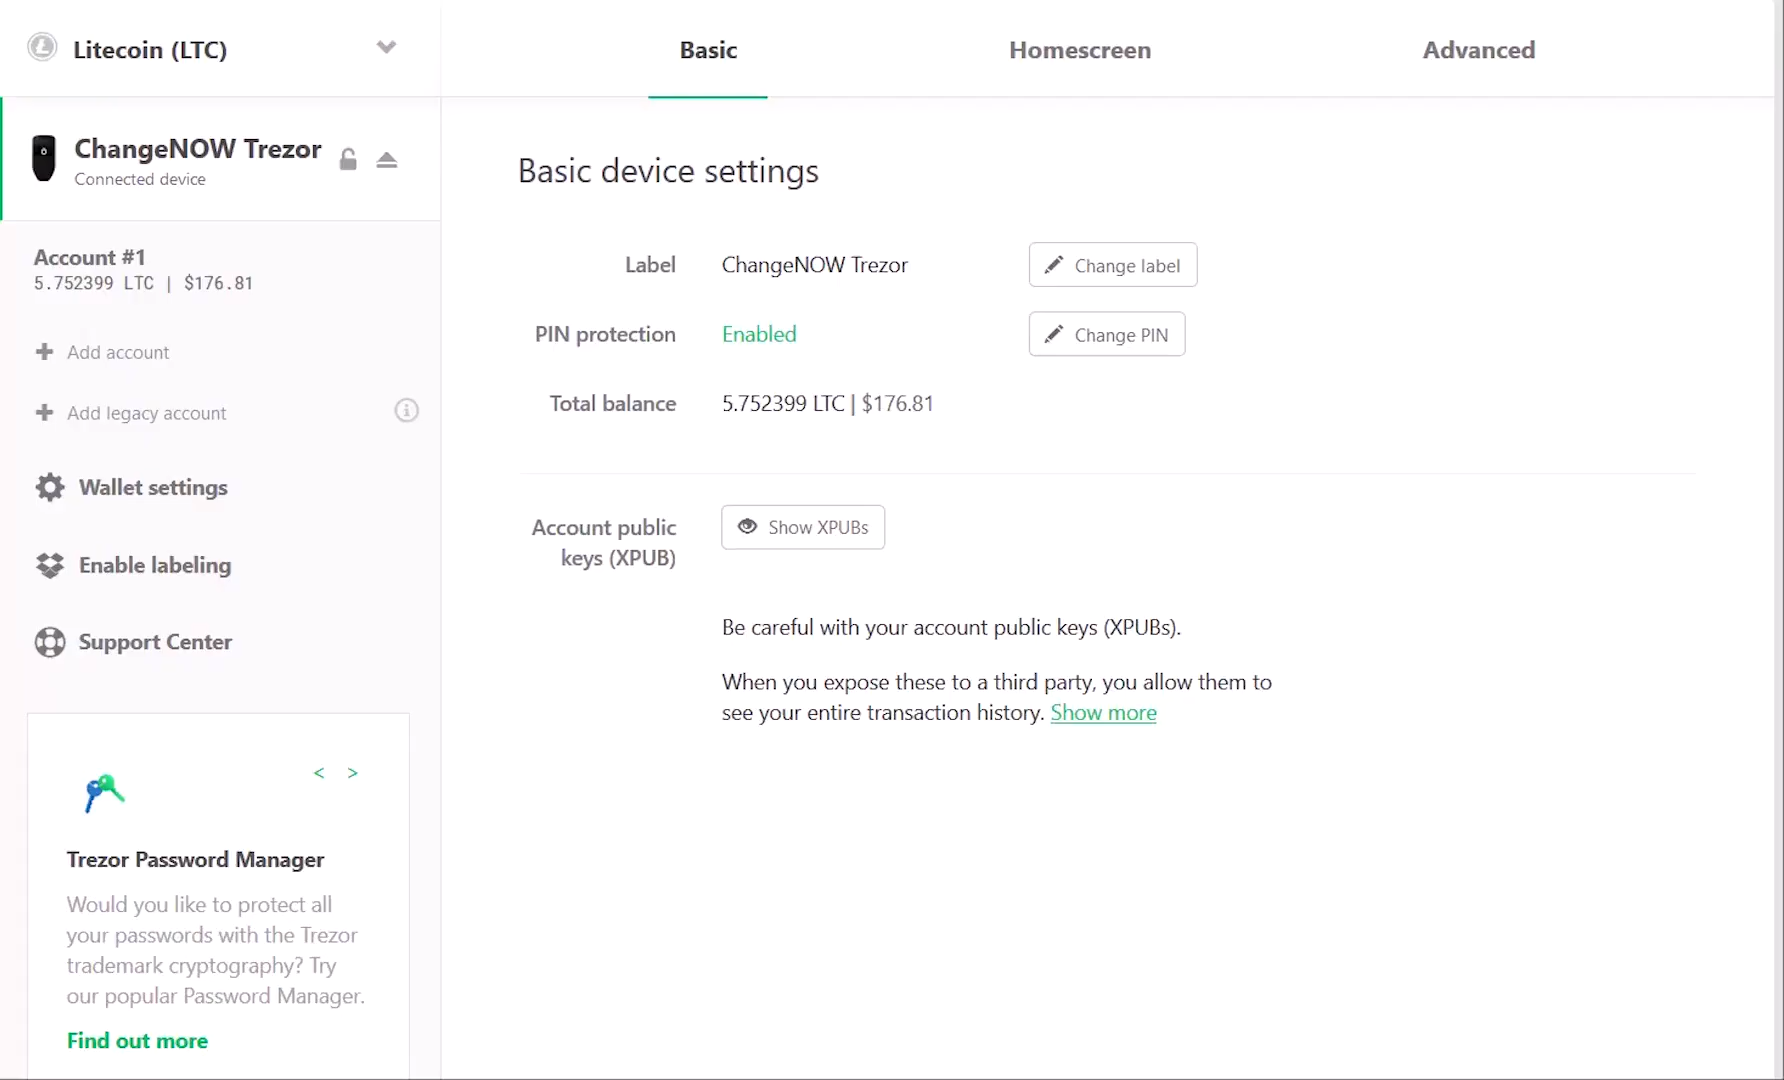 Litecoin (LTC)
Basic
Homescreen
Advanced
ChangeNOW Trezor
Connected device
Account #1
5.752399 LTC | $176.81
Add account
Add legacy account
Wallet settings
Enable labeling
Support Center
< >
Trezor Password Manager
Would you like to protect all
your passwords with the Trezor
trademark cryptography? Try
our popular Password Manager.
Find out more
Basic device settings
Label
ChangeNOW Trezor
Change label
PIN protection
Enabled
Change PIN
Total balance
5.752399 LTC | $176.81
Account public
keys (XPUB)
Show XPUBs
Be careful with your account public keys (XPUBs).
When you expose these to a third party, you allow them to
see your entire transaction history. Show more